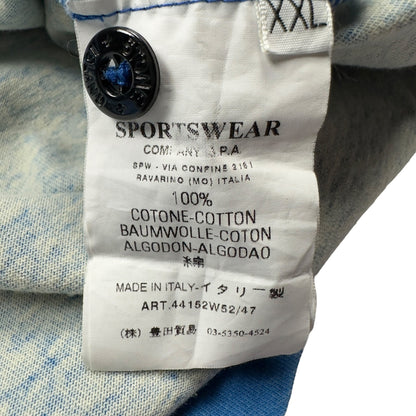 XXL
SPORTSWEAR
COMPANY S.P.A.
SPW - VIA CONFINE 2161
RAVARINO (MO) ITALIA
100%
COTONE-COTTON
BAUMWOLLE-COTON
ALGODON-ALGODAO
綿
MADE IN ITALY-イタリー製
ART.44152W52/47
(株) 豊田貿易 03-5350-4524